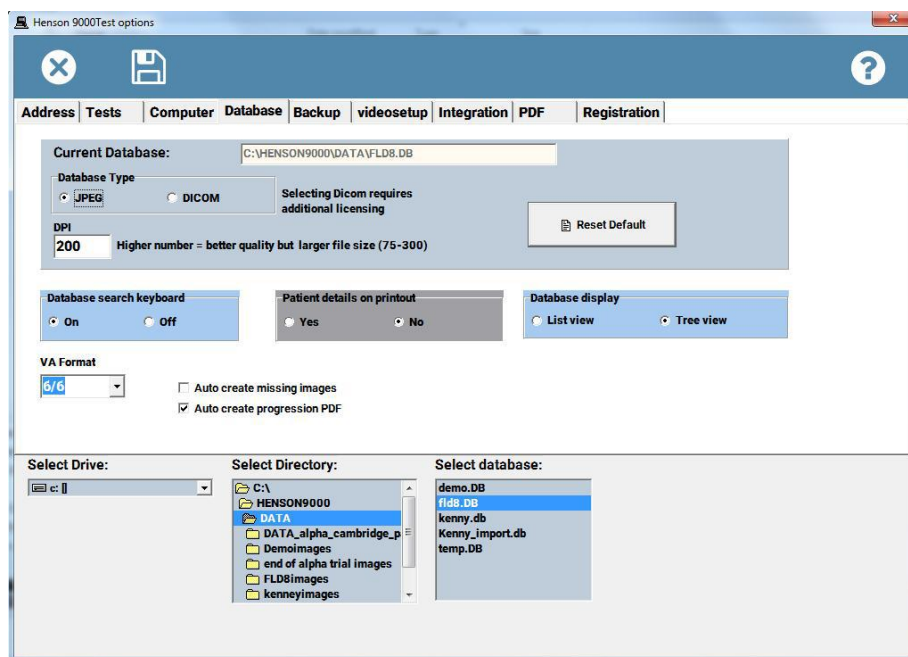 Henson 9000Test options
?
Address Tests Computer Database Backup videosetup Integration PDF Registration
Current Database: C:\HENSON9000\DATA\FLD8.DB
Database Type
JPEG DICOM
Selecting Dicom requires
additional licensing
Reset Default
DPI
200 Higher number = better quality but larger file size (75-300)
Database search keyboard
On Off
Patient details on printout
Yes No
Database display
List view Tree view
VA Format
6/6
Auto create missing images
Auto create progression PDF
Select Drive: Select Directory: Select database:
c: []
C:\
HENSON9000
DATA
DATA_alpha_cambridge_p
Demoimages
end of alpha trial images
FLD8images
kenneyimages
demo.DB
fld8.DB
kenny.db
Kenny_import.db
temp.DB